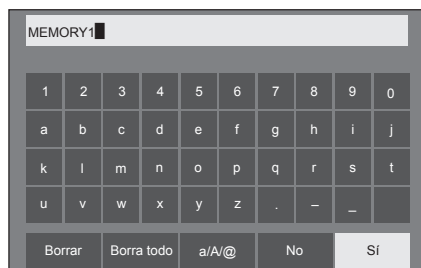 MEMORY1
1 2 3 4 5 6 7 8 9 0
a b c d e f g h i j
k l m n o p q r s t
u v w x y z . – _
Borrar Borra todo a/A/@ No Sí